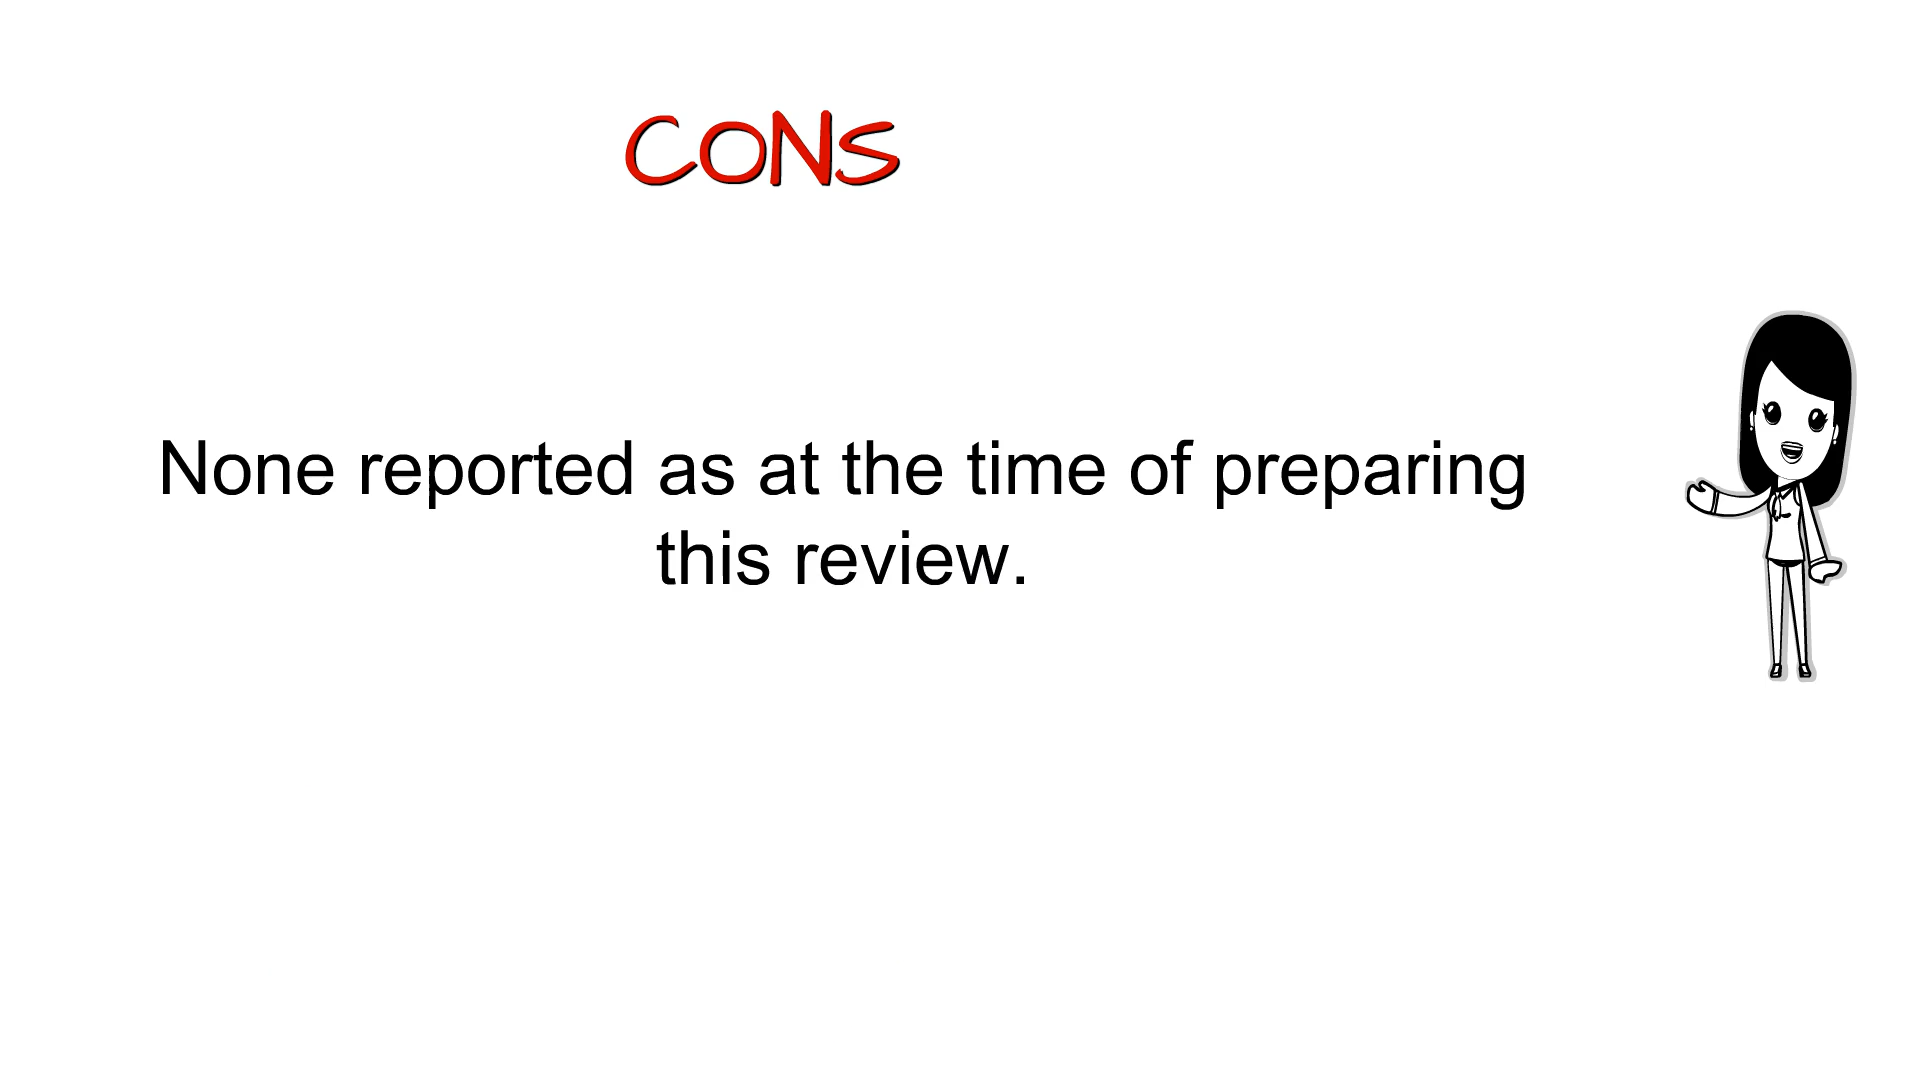 CONS
None reported as at the time of preparing
this review.